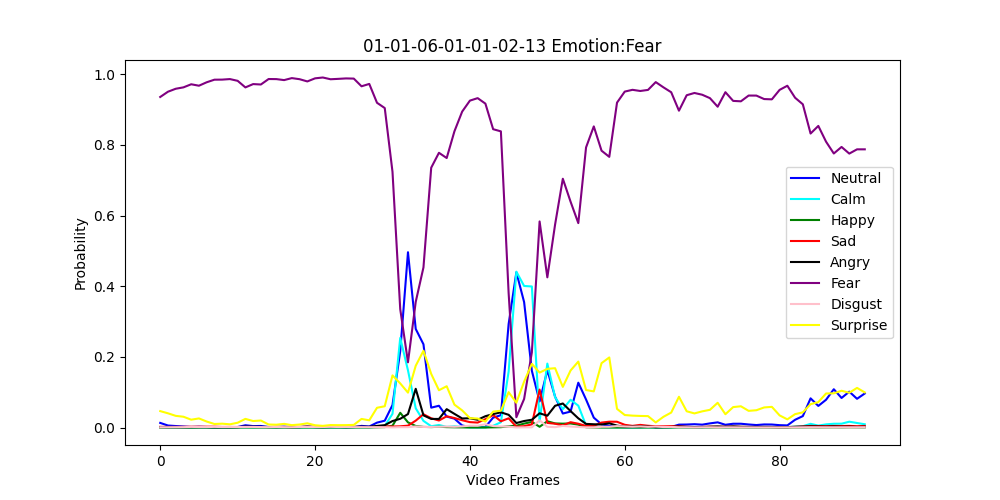 01-01-06-01-01-02-13 Emotion:Fear
1.0
0.8
0.6
0.4
0.2
0.0
Probability
0 20 40 60 80
Video Frames
Neutral
Calm
Happy
Sad
Angry
Fear
Disgust
Surprise